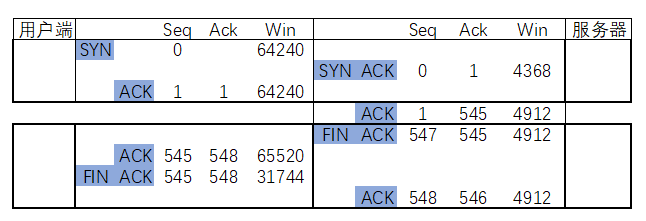 用户端 Seq Ack Win Seq Ack Win 服务器
SYN 0 64240
SYN ACK 0 1 4368
ACK 1 1 64240
ACK 1 545 4912
FIN ACK 547 545 4912
ACK 545 548 65520
FIN ACK 545 548 31744
ACK 548 546 4912